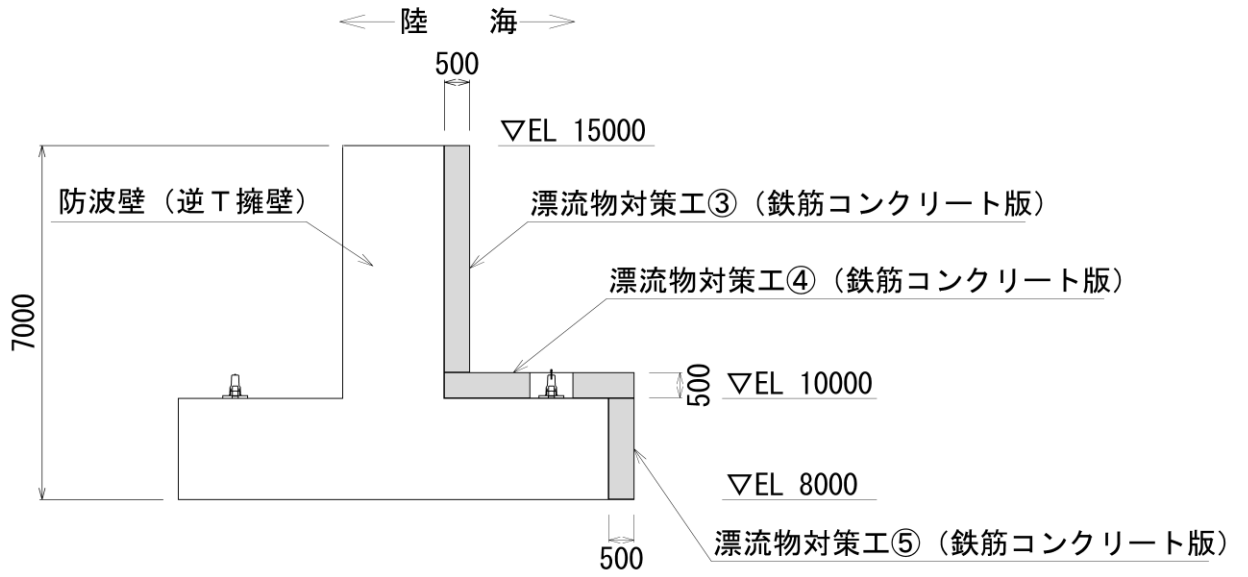 陸 海
500
▽EL 15000
防波壁（逆Ｔ擁壁）
漂流物対策工③（鉄筋コンクリート版）
漂流物対策工④（鉄筋コンクリート版）
7000
500
▽EL 10000
▽EL 8000
漂流物対策工⑤（鉄筋コンクリート版）
500